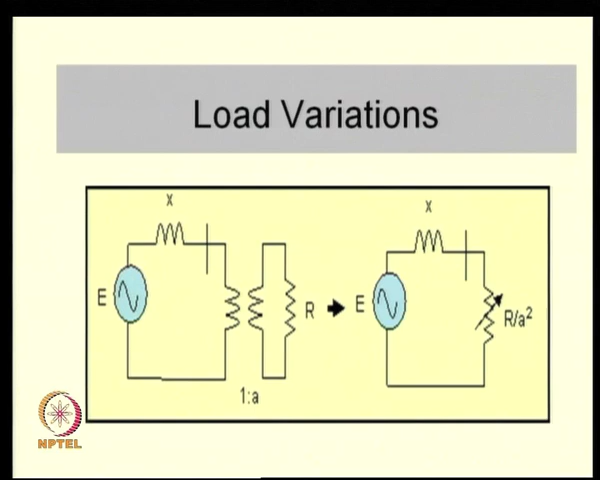 Load Variations
x
x
E
R
E
R/a²
1:a
NPTEL